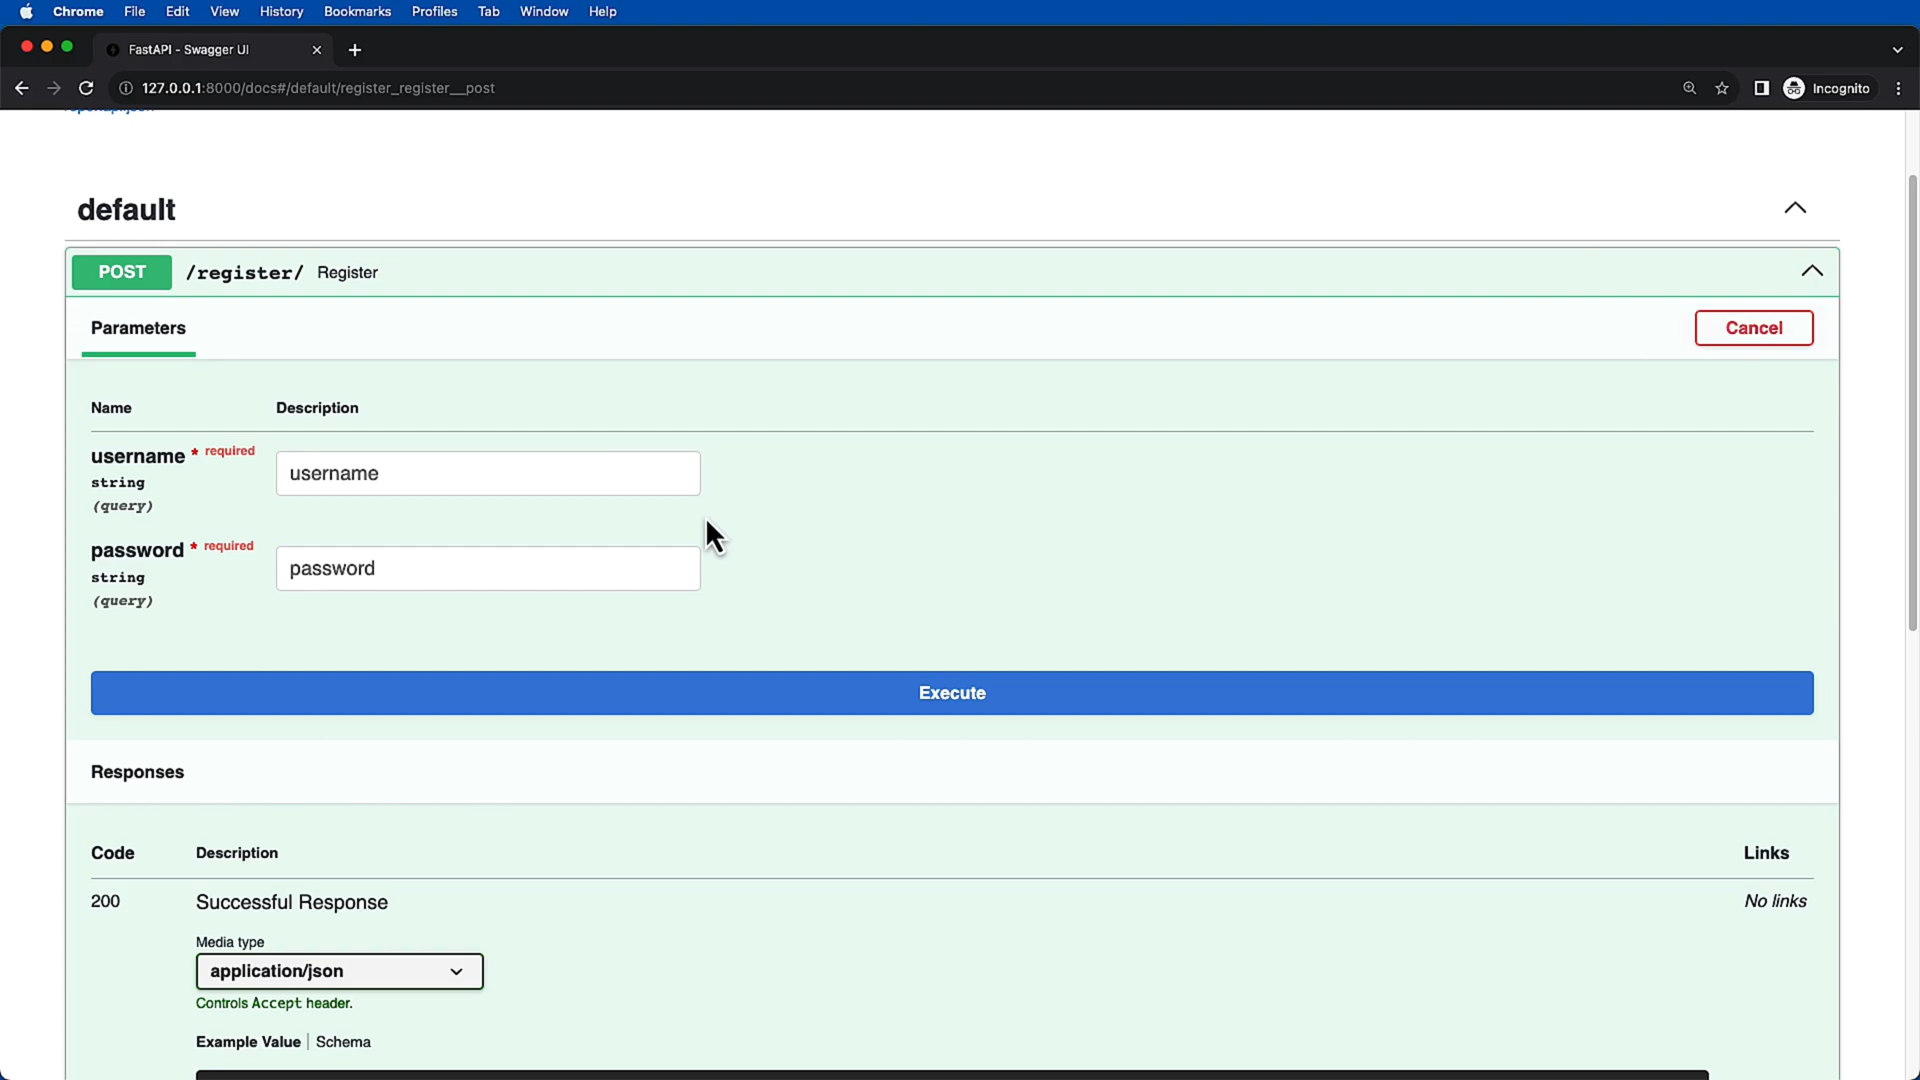 Chrome File Edit View History Bookmarks Profiles Tab Window Help
FastAPI - Swagger UI
127.0.0.1:8000/docs#/default/register_register__post
Incognito
default
POST /register/ Register
Parameters
Cancel
Name Description
username * required
string
(query)
username
password * required
string
(query)
password
Execute
Responses
Code Description Links
200 Successful Response No links
Media type
application/json
Controls Accept header.
Example Value | Schema